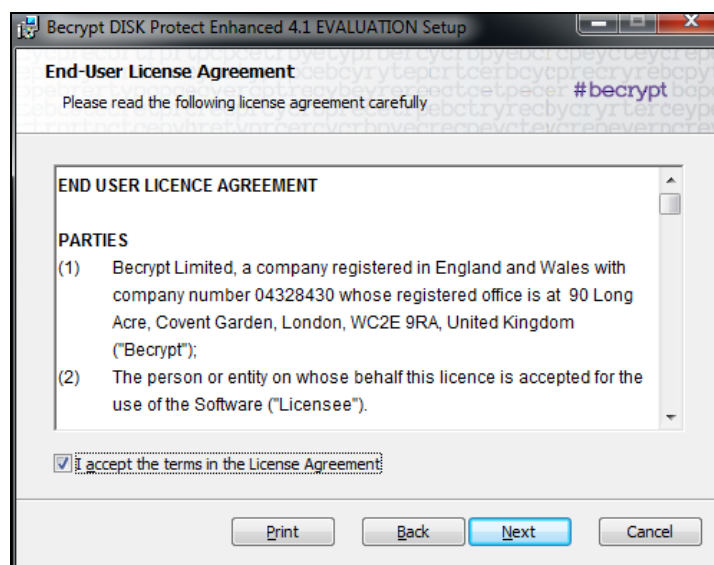 Becrypt DISK Protect Enhanced 4.1 EVALUATION Setup
End-User License Agreement
Please read the following license agreement carefully
#becrypt
END USER LICENCE AGREEMENT
PARTIES
(1) Becrypt Limited, a company registered in England and Wales with
company number 04328430 whose registered office is at 90 Long
Acre, Covent Garden, London, WC2E 9RA, United Kingdom
("Becrypt");
(2) The person or entity on whose behalf this licence is accepted for the
use of the Software ("Licensee").
I accept the terms in the License Agreement
Print Back Next Cancel